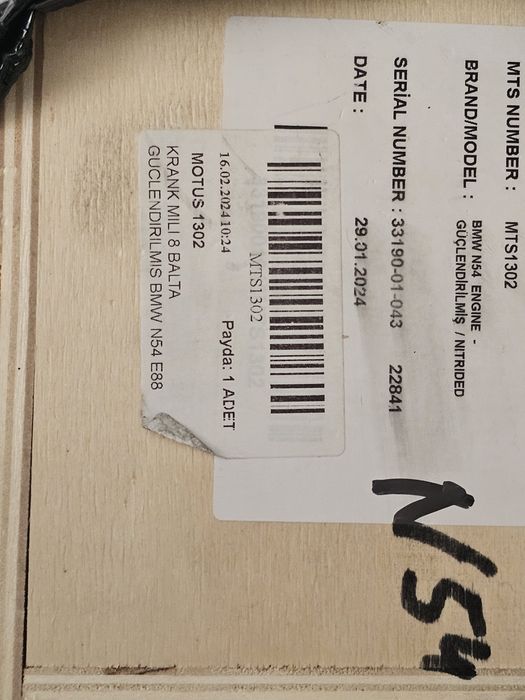 MTS NUMBER : MTS1302
BRAND/MODEL : BMW N54 ENGINE -
GÜÇLENDİRİLMİŞ / NITRIDED
SERİAL NUMBER : 33190-01-043 22841
DATE : 29.01.2024
MTS1302
16.02.2024 10:24 Payda: 1 ADET
MOTUS 1302
KRANK MILI 8 BALTA
GUCLENDIRILMIS BMW N54 E88
N54